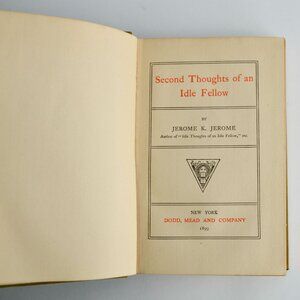 Second Thoughts of an
Idle Fellow
BY
JEROME K. JEROME
Author of "Idle Thoughts of an Idle Fellow," etc.
NEW YORK
DODD, MEAD AND COMPANY
1899